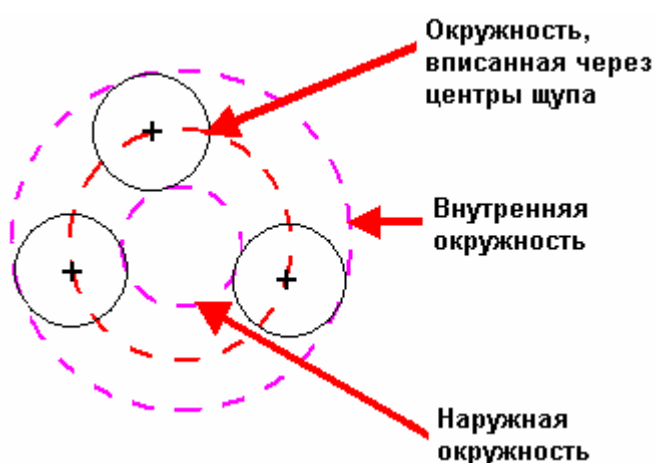 Окружность,
вписанная через
центры щупа
Внутренняя
окружность
Наружная
окружность